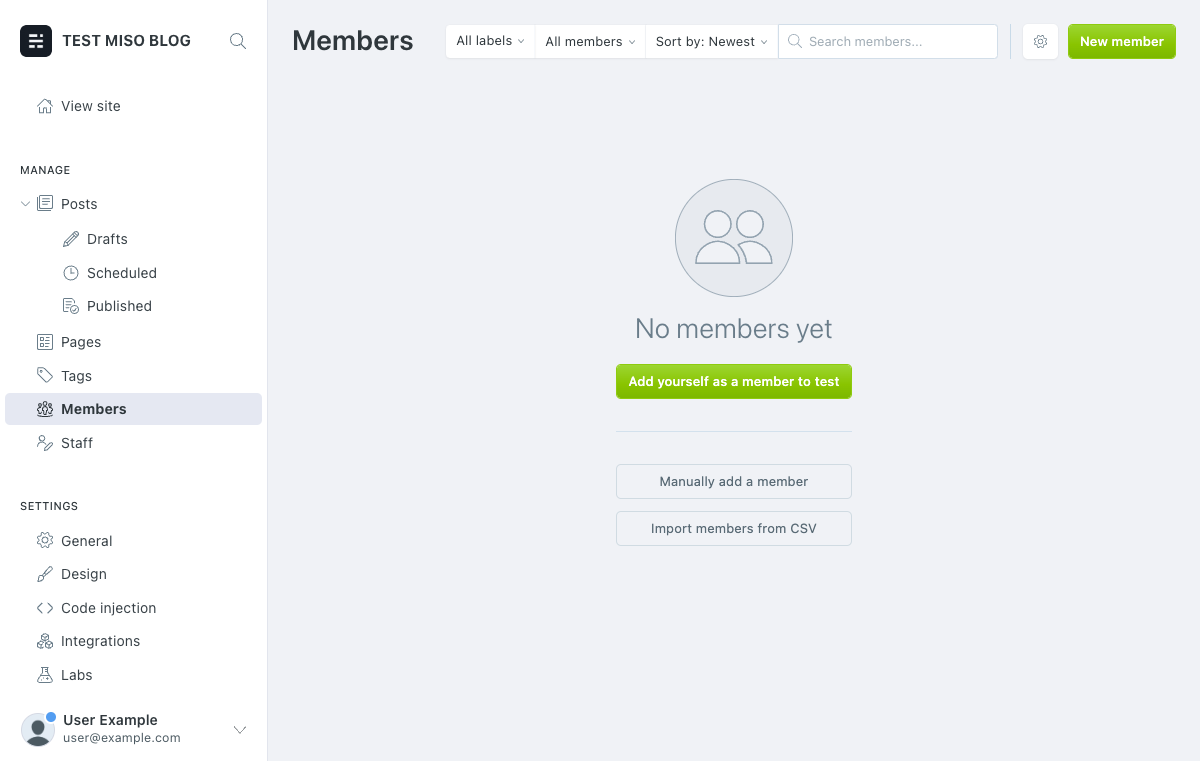 TEST MISO BLOG
View site
MANAGE
Posts
Drafts
Scheduled
Published
Pages
Tags
Members
Staff
SETTINGS
General
Design
Code injection
Integrations
Labs
User Example
user@example.com
Members
All labels
All members
Sort by: Newest
Search members...
New member
No members yet
Add yourself as a member to test
Manually add a member
Import members from CSV